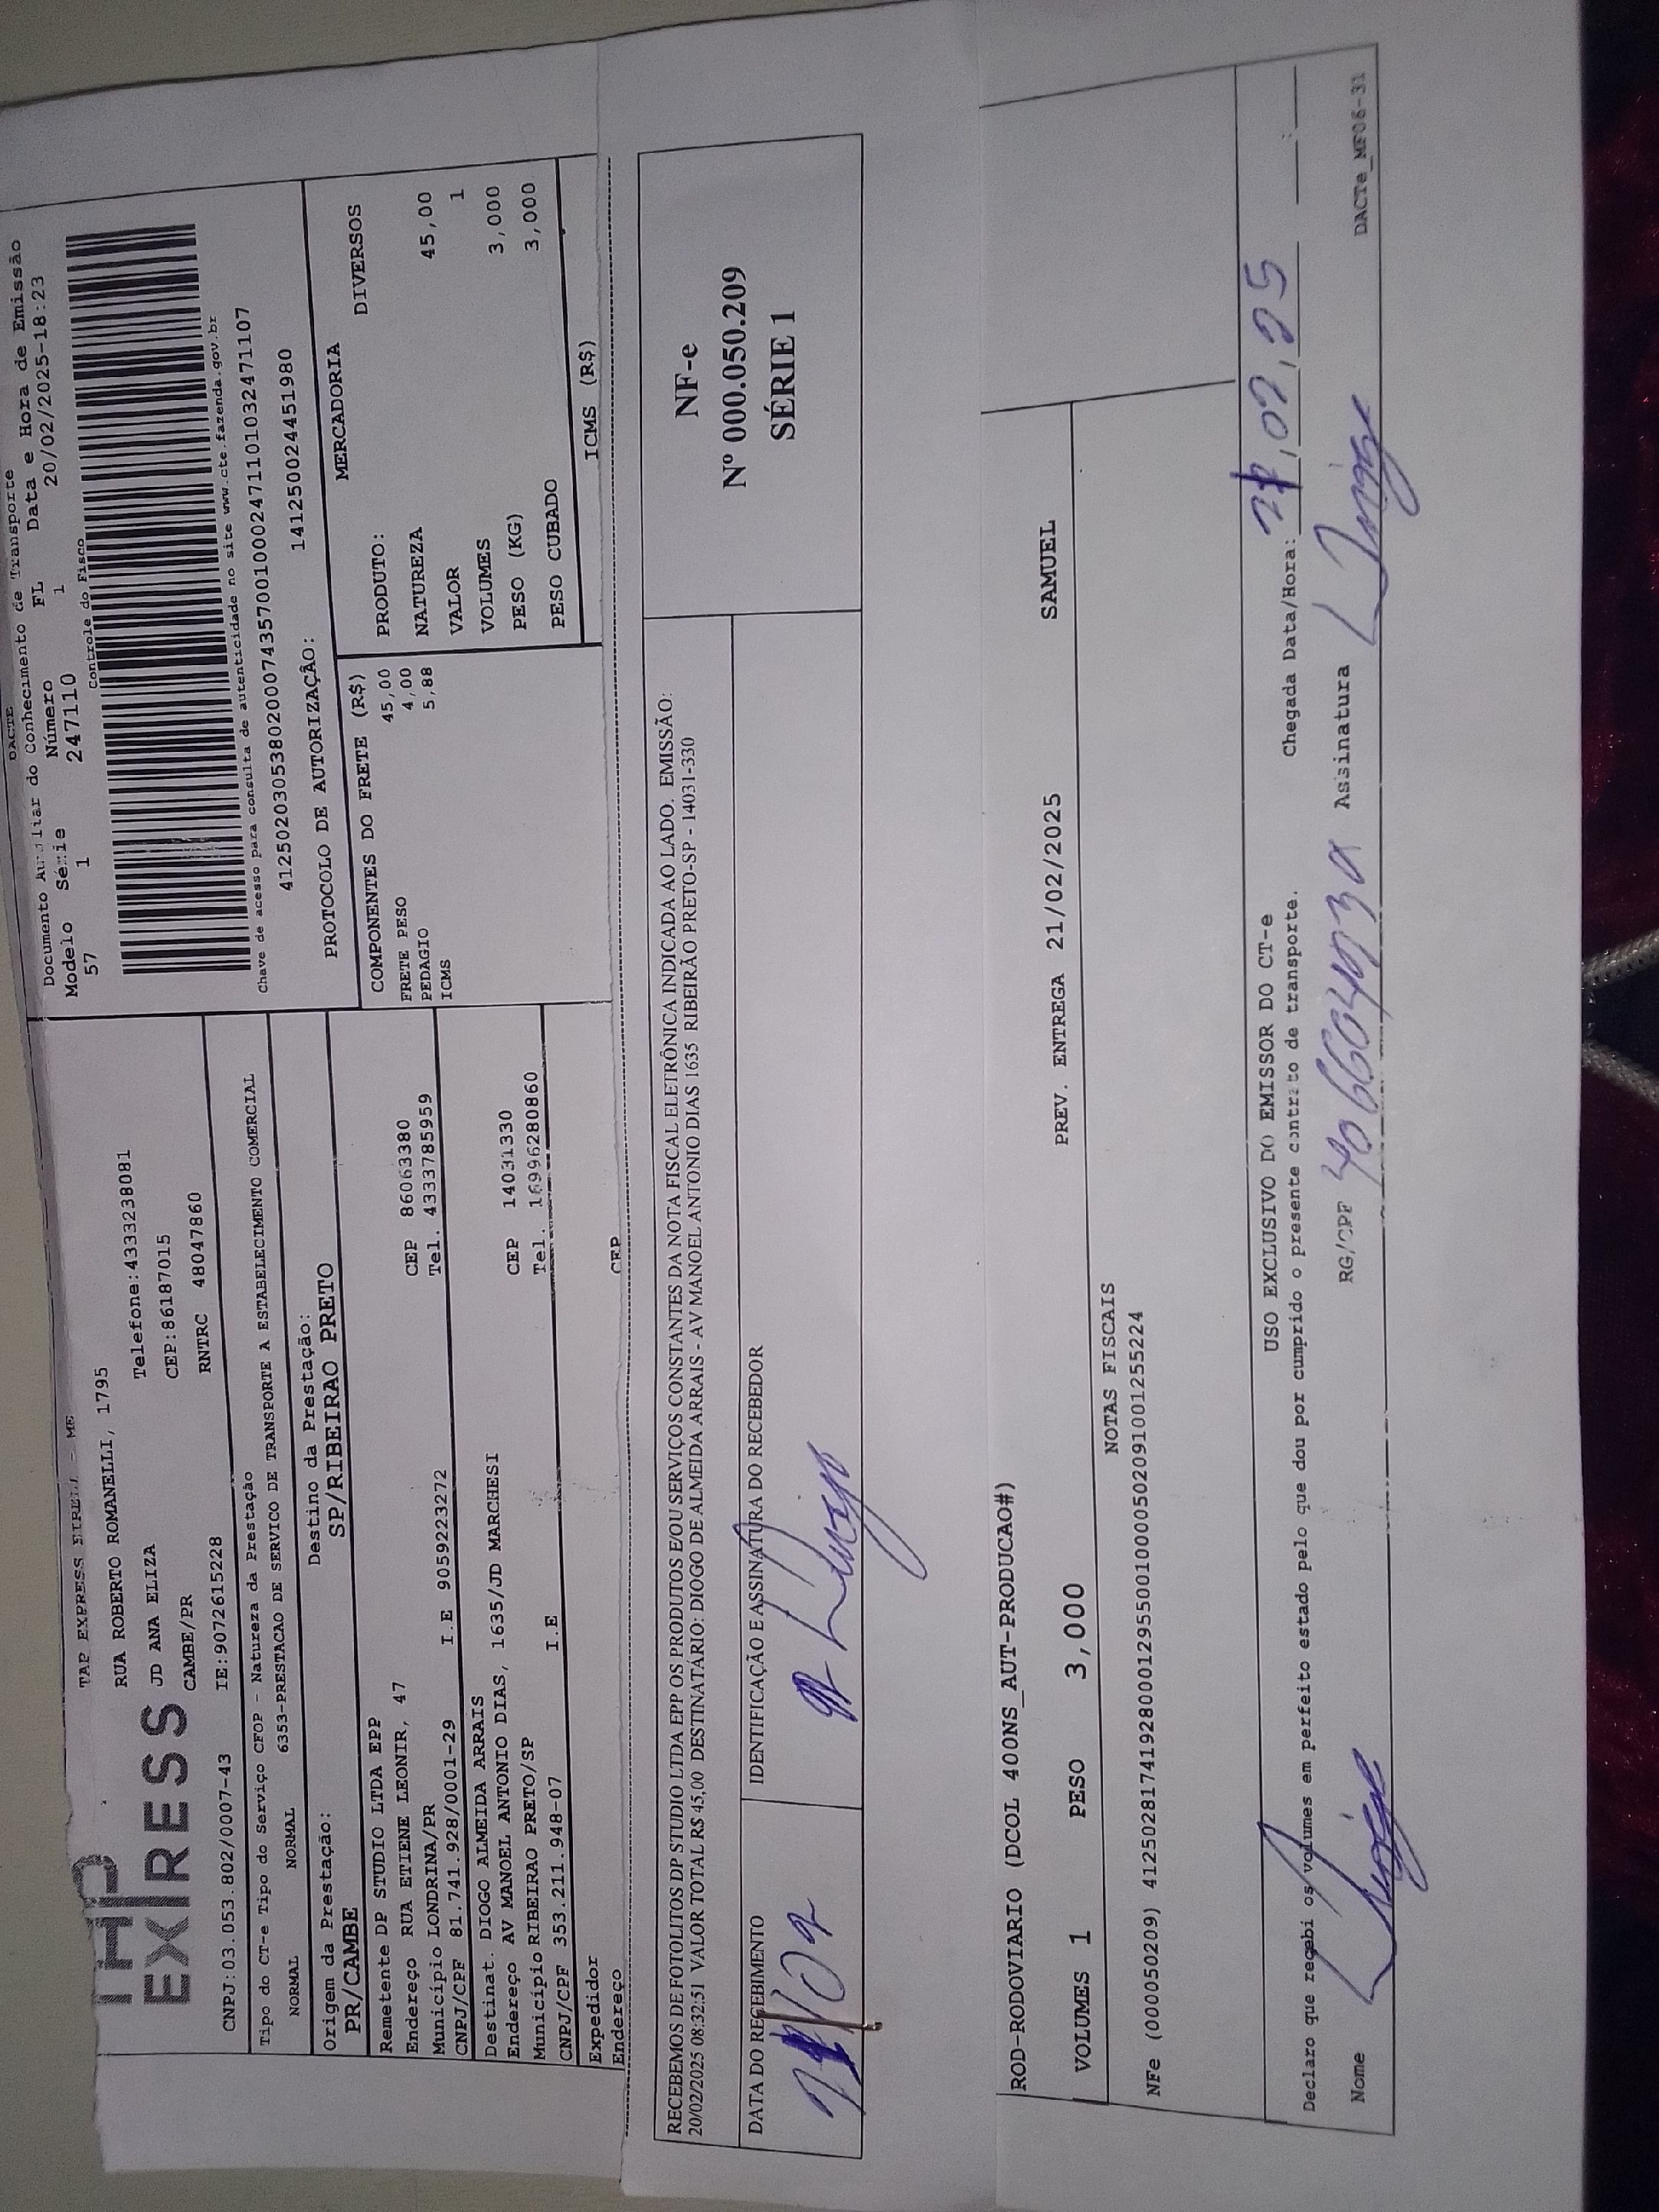 DACTE
Documento Auxiliar do Conhecimento de Transporte
Modelo Série Número FL Data e Hora de Emissão
57 1 247110 1 20/02/2025-18:23
Controle do Fisco
Chave de acesso para consulta de autenticidade no site www.cte.fazenda.gov.br
41250203053802000743570010002471101032471107
PROTOCOLO DE AUTORIZAÇÃO: 141250024451980
TAP EXPRESS EIRELI - ME
RUA ROBERTO ROMANELLI, 1795
JD ANA ELIZA Telefone:4333238081
CAMBE/PR CEP:86187015
CNPJ:03.053.802/0007-43 IE:9072615228 RNTRC 48047860
TAP
EXPRESS
Tipo do CT-e Tipo do Serviço CFOP - Natureza da Prestação
NORMAL NORMAL 6353-PRESTACAO DE SERVICO DE TRANSPORTE A ESTABELECIMENTO COMERCIAL
Origem da Prestação: Destino da Prestação:
PR/CAMBE SP/RIBEIRAO PRETO
Remetente DP STUDIO LTDA EPP
Endereço RUA ETIENE LEONIR, 47 CEP 86063380
Município LONDRINA/PR Tel. 433378595​9
CNPJ/CPF 81.741.928/0001-29 I.E 9059223272
Destinat. DIOGO ALMEIDA ARRAIS
Endereço AV MANOEL ANTONIO DIAS, 1635/JD MARCHESI CEP 14031330
Município RIBEIRAO PRETO/SP Tel. 16996280860
CNPJ/CPF 353.211.948-07 I.E
Expedidor
Endereço CEP
COMPONENTES DO FRETE (R$)
FRETE PESO 45,00
PEDAGIO 4,00
ICMS 5,88
MERCADORIA
PRODUTO: DIVERSOS
NATUREZA
VALOR 45,00
VOLUMES 1
PESO (KG) 3,000
PESO CUBADO 3,000
ICMS (R$)
RECEBEMOS DE FOTOLITOS DP STUDIO LTDA EPP OS PRODUTOS E/OU SERVIÇOS CONSTANTES DA NOTA FISCAL ELETRÔNICA INDICADA AO LADO. EMISSÃO:
20/02/2025 08:32:51 VALOR TOTAL R$ 45,00 DESTINATÁRIO: DIOGO DE ALMEIDA ARRAIS - AV MANOEL ANTONIO DIAS 1635 RIBEIRÃO PRETO-SP - 14031-330
DATA DO RECEBIMENTO IDENTIFICAÇÃO E ASSINATURA DO RECEBEDOR
NF-e
Nº 000.050.209
SÉRIE 1
ROD-RODOVIARIO (DCOL 400NS_AUT-PRODUCAO#)
VOLUMES 1 PESO 3,000 PREV. ENTREGA 21/02/2025 SAMUEL
NOTAS FISCAIS
NFe (000050209) 41250281741928000129550010000502091001255224
USO EXCLUSIVO DO EMISSOR DO CT-e
Declaro que recebi os volumes em perfeito estado pelo que dou por cumprido o presente contrato de transporte. Chegada Data/Hora:
Nome RG/CPF Assinatura
DACTe_MF06-31